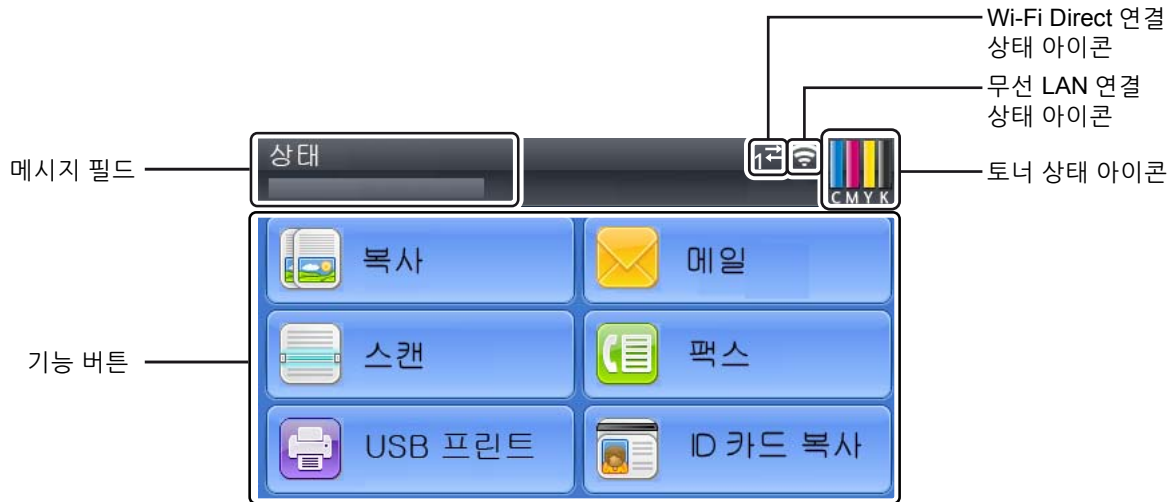 Wi-Fi Direct 연결
상태 아이콘
무선 LAN 연결
상태 아이콘
메시지 필드
상태
1
토너 상태 아이콘
C M Y K
기능 버튼
복사
메일
스캔
팩스
USB 프린트
ID 카드 복사